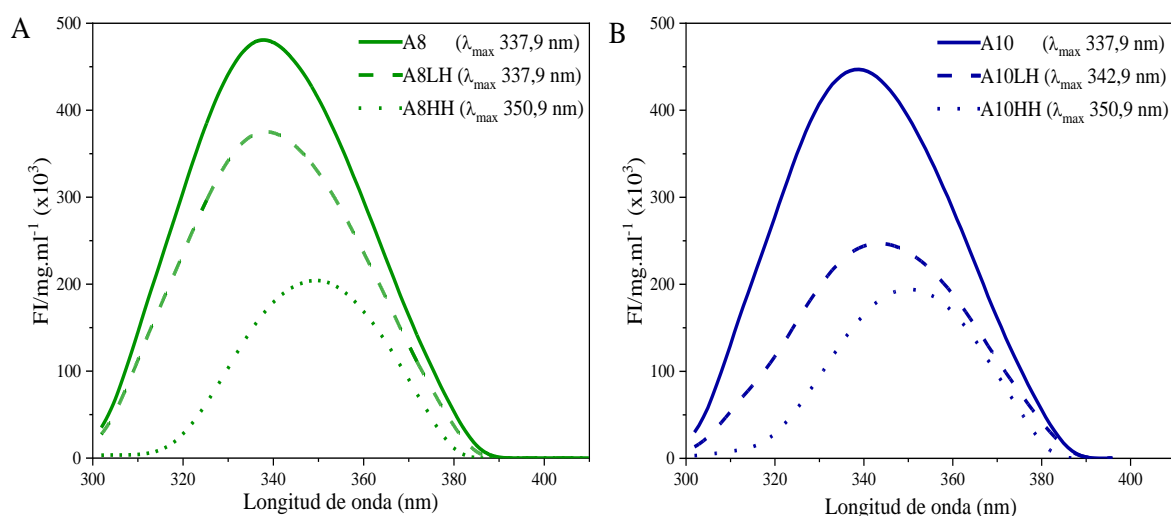 A
500
400
300
200
100
0
FI/mg.ml⁻¹ (x10³)
A8 (λmax 337,9 nm)
A8LH (λmax 337,9 nm)
A8HH (λmax 350,9 nm)
300 320 340 360 380 400
Longitud de onda (nm)
B
500
400
300
200
100
0
FI/mg.ml⁻¹ (x10³)
A10 (λmax 337,9 nm)
A10LH (λmax 342,9 nm)
A10HH (λmax 350,9 nm)
300 320 340 360 380 400
Longitud de onda (nm)